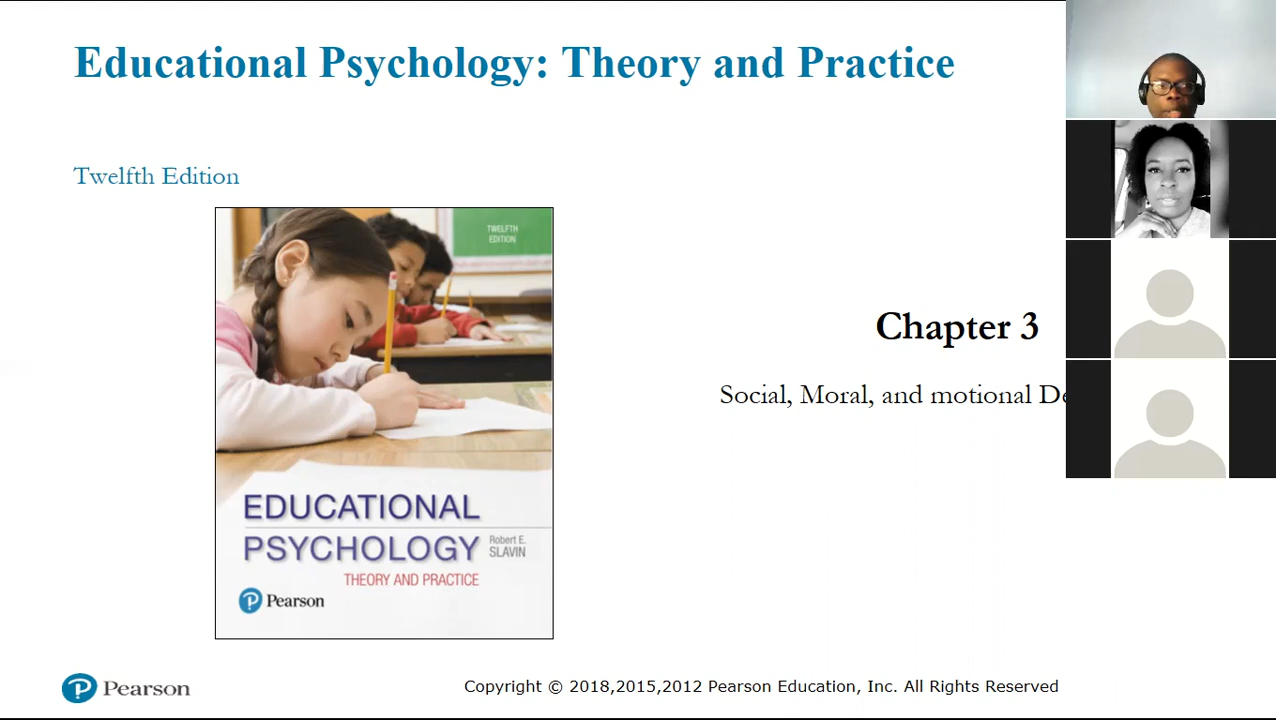 Educational Psychology: Theory and Practice
Twelfth Edition
TWELFTH
EDITION
EDUCATIONAL
PSYCHOLOGY
Robert E.
SLAVIN
THEORY AND PRACTICE
Pearson
Chapter 3
Social, Moral, and motional De
Pearson
Copyright © 2018,2015,2012 Pearson Education, Inc. All Rights Reserved